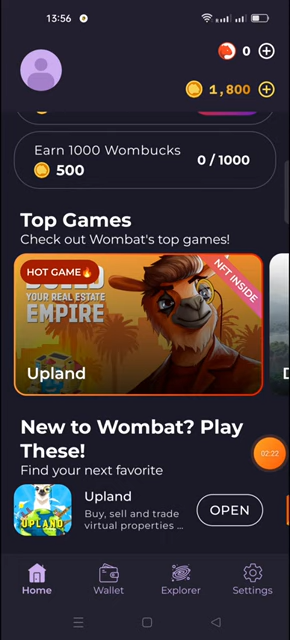 13:56
0
1,800
Earn 1000 Wombucks
500
0 / 1000
Top Games
Check out Wombat's top games!
HOT GAME🔥
NFT INSIDE
BUILD
YOUR REAL ESTATE
EMPIRE
Upland
New to Wombat? Play
These!
02:22
Find your next favorite
UPLAND
Upland
Buy, sell and trade
virtual properties ...
OPEN
Home
Wallet
Explorer
Settings